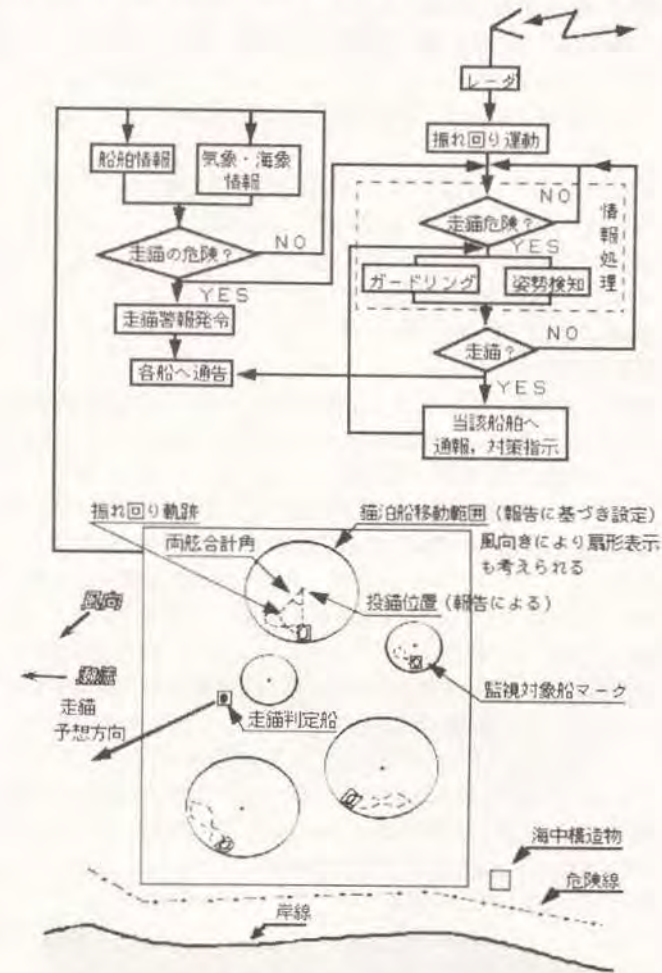 レーダ
振れ回り運動
船舶情報
気象・海象
情報
NO
走錨危険？
情報処理
YES
走錨の危険？
NO
ガードリング
姿勢検知
YES
走錨警報発令
走錨？
NO
各船へ通告
YES
当該船舶へ
通報，対策指示
振れ回り軌跡
錨泊船移動範囲（報告に基づき設定）
両舷合計角
風向きにより扇形表示
も考えられる
投錨位置（報告による）
風向
潮流
監視対象船マーク
走錨
予想方向
走錨判定船
海中構造物
危険線
岸線